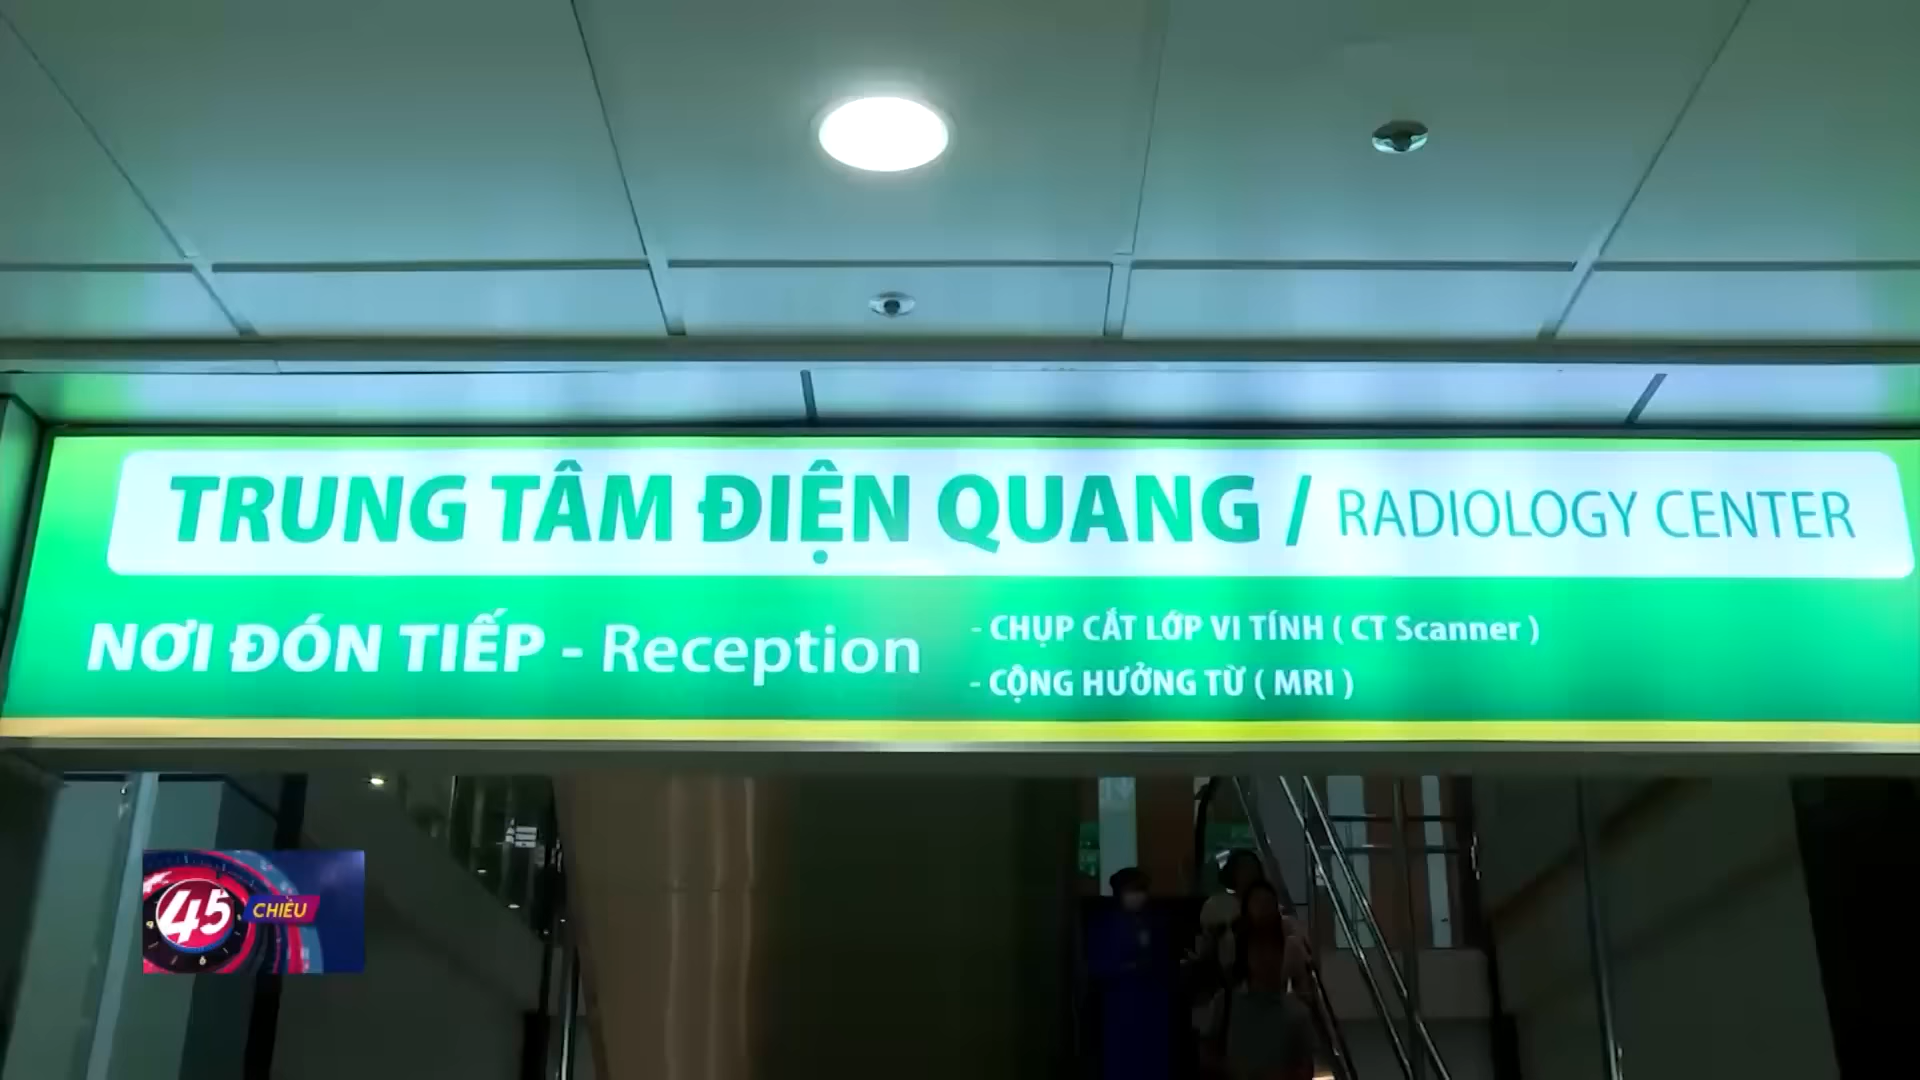 TRUNG TÂM ĐIỆN QUANG / RADIOLOGY CENTER
NƠI ĐÓN TIẾP - Reception
- CHỤP CẮT LỚP VI TÍNH ( CT Scanner )
- CỘNG HƯỞNG TỪ ( MRI )
45 CHIỀU